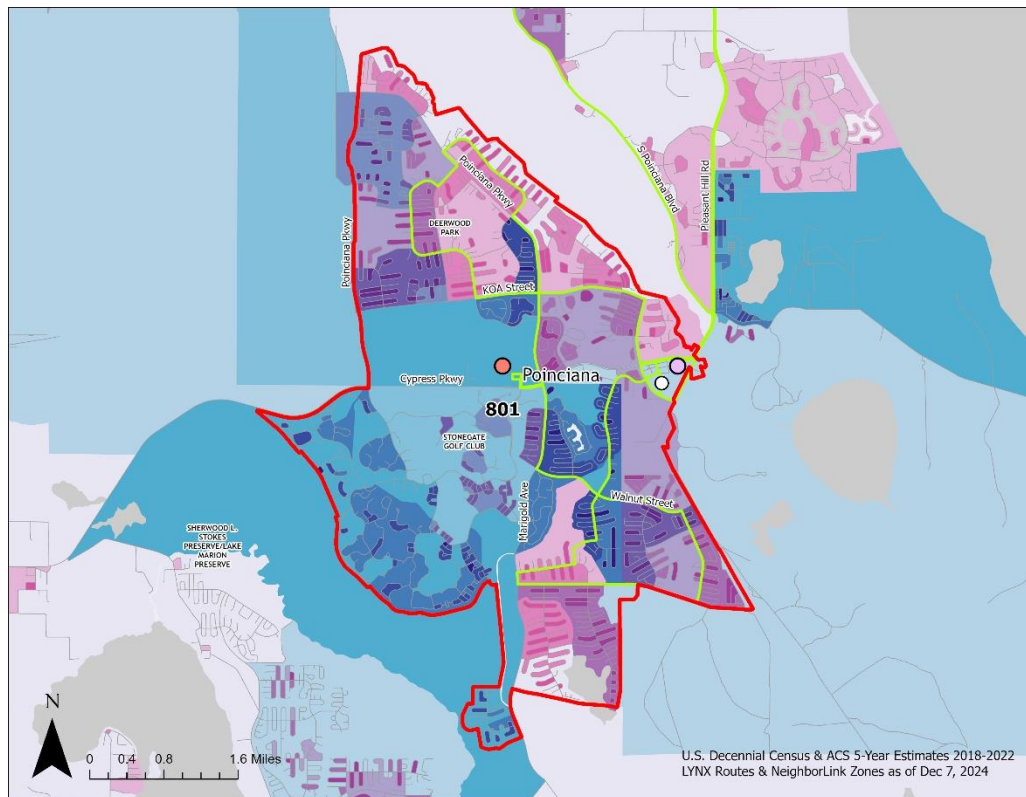 S Poinciana Blvd
Pleasant Hill Rd
Poinciana Pkwy
DEERWOOD
PARK
Poinciana Pkwy
KOA Street
Cypress Pkwy
Poinciana
801
STONEGATE
GOLF CLUB
Marigold Ave
Walnut Street
SHERWOOD L.
STOKES
PRESERVE/LAKE
MARION
PRESERVE
N
0 0.4 0.8 1.6 Miles
U.S. Decennial Census & ACS 5-Year Estimates 2018-2022
LYNX Routes & NeighborLink Zones as of Dec 7, 2024